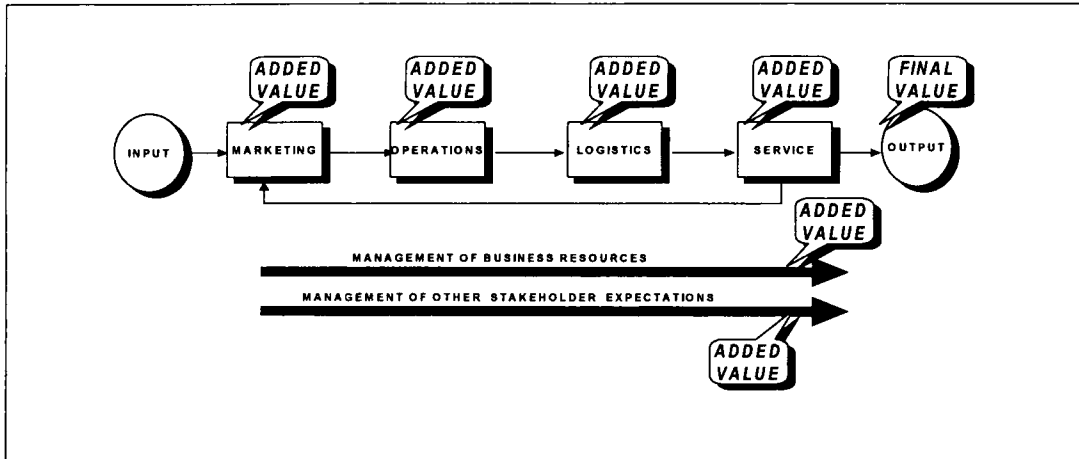 ADDED
VALUE
ADDED
VALUE
ADDED
VALUE
ADDED
VALUE
FINAL
VALUE
INPUT
MARKETING
OPERATIONS
LOGISTICS
SERVICE
OUTPUT
ADDED
VALUE
MANAGEMENT OF BUSINESS RESOURCES
MANAGEMENT OF OTHER STAKEHOLDER EXPECTATIONS
ADDED
VALUE